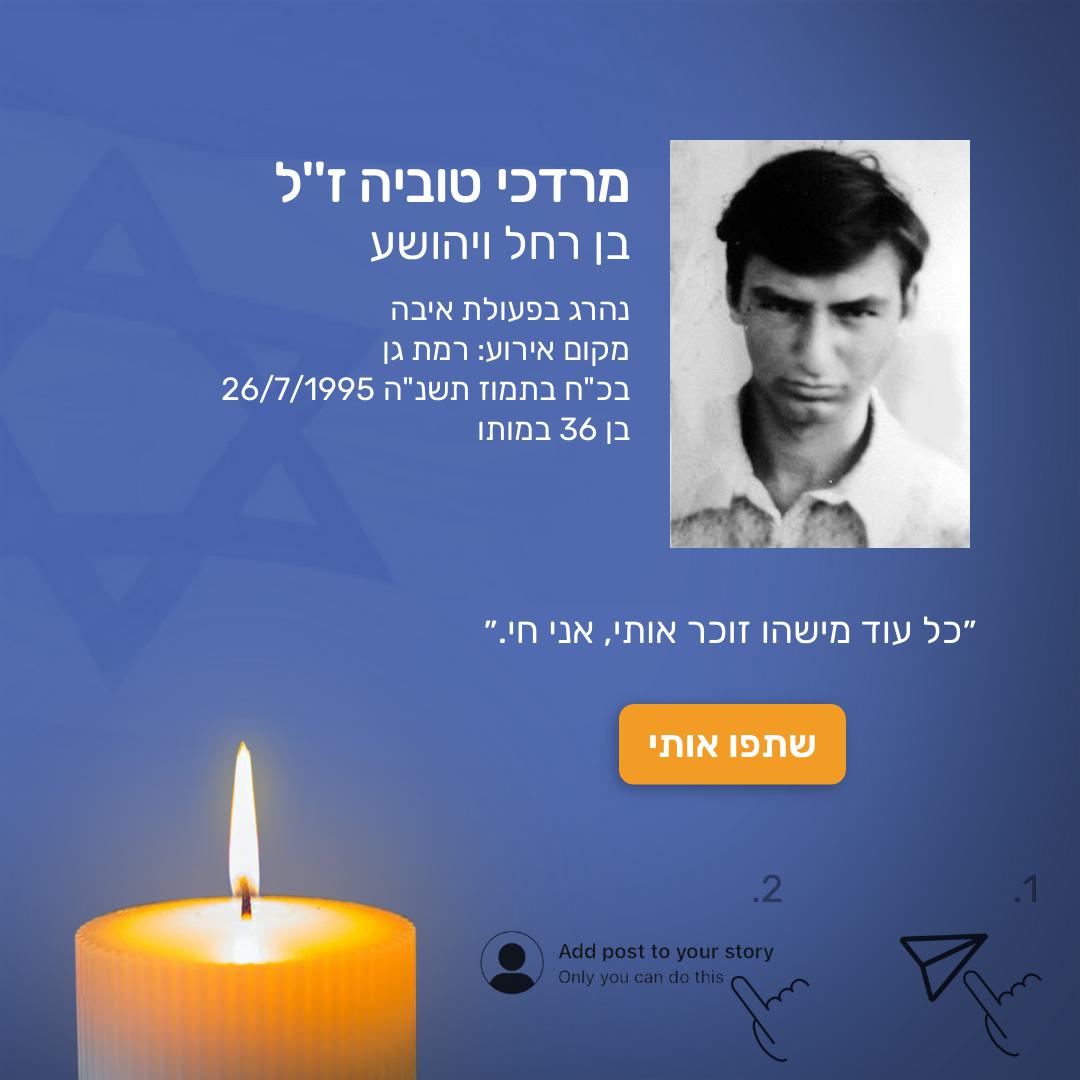 מרדכי טוביה ז"ל
בן רחל ויהושע
נהרג בפעולת איבה
מקום אירוע: רמת גן
בכ"ח בתמוז תשנ"ה 26/7/1995
בן 36 במותו
״כל עוד מישהו זוכר אותי, אני חי.״
שתפו אותי
.1
.2
Add post to your story
Only you can do this